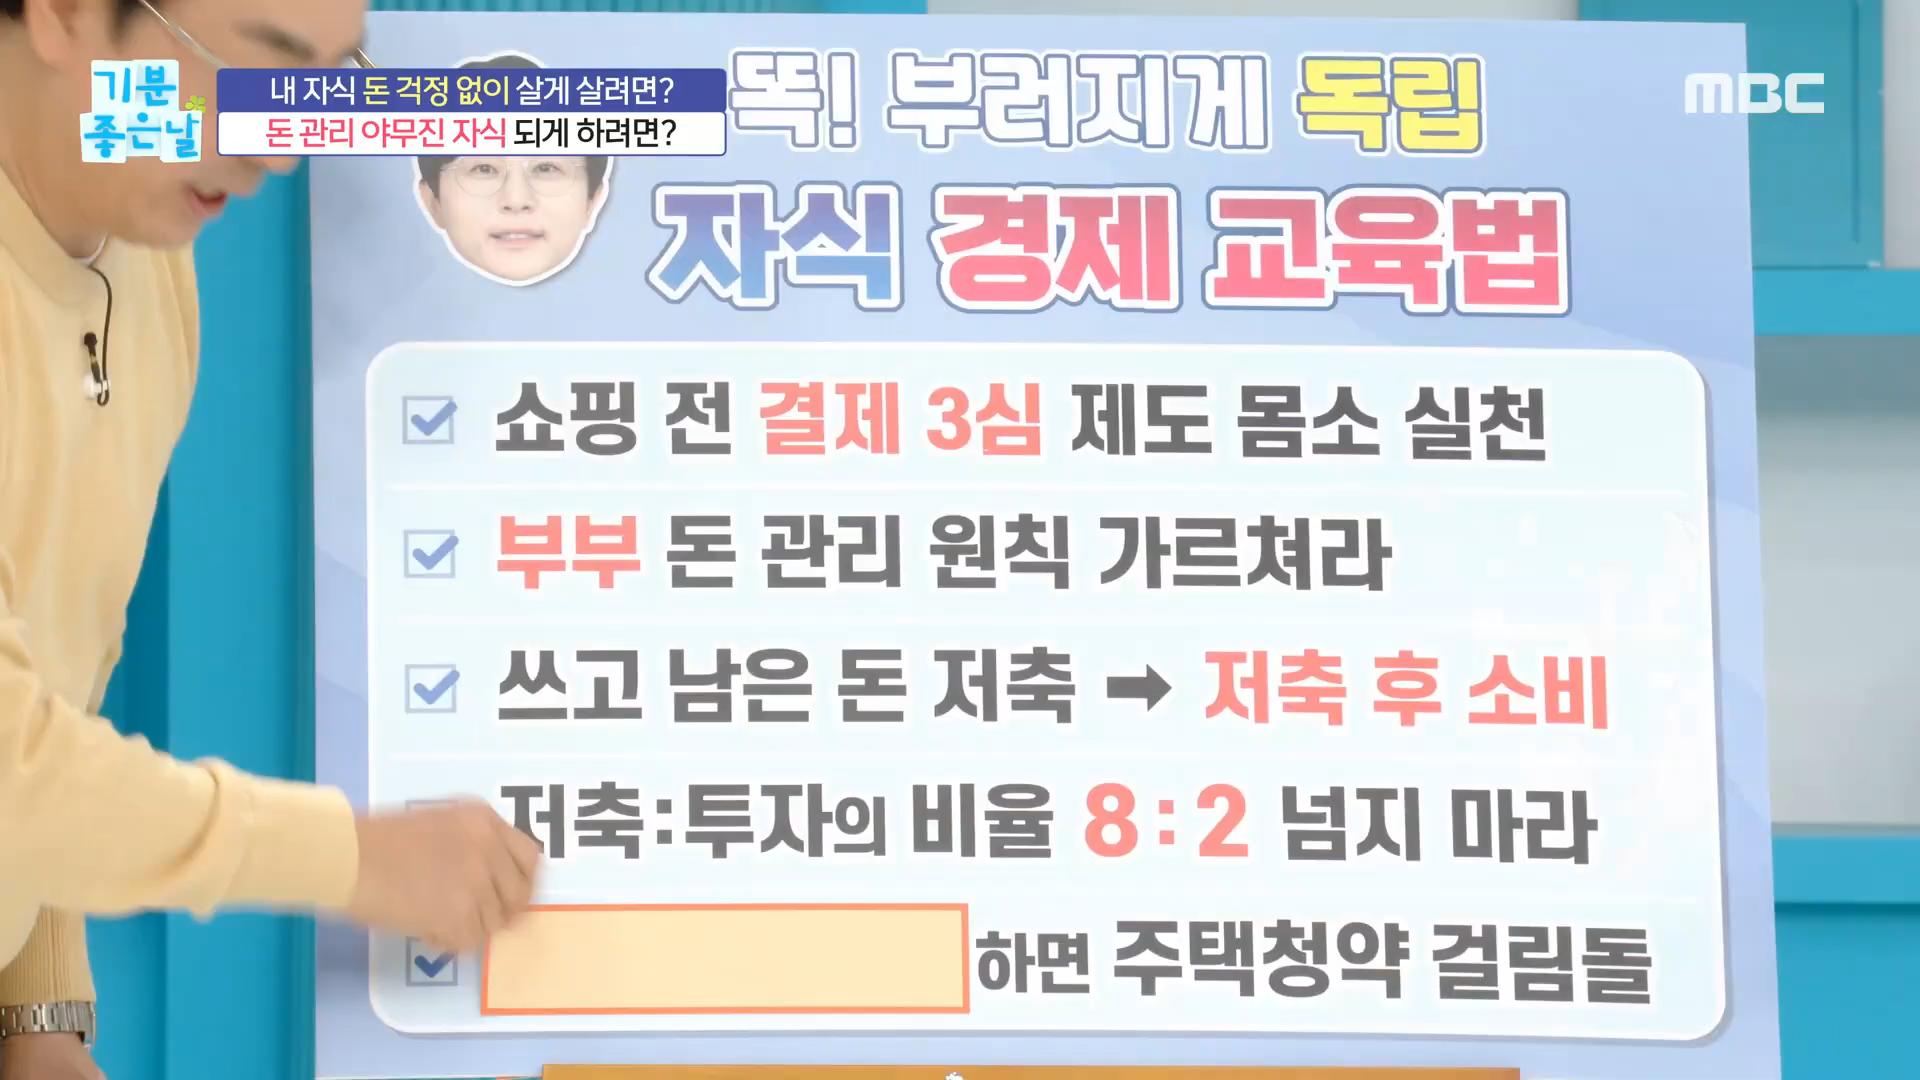 기분
좋은날
내 자식 돈 걱정 없이 살게 살려면?
돈 관리 야무진 자식 되게 하려면?
MBC
똑! 부러지게 독립
자식 경제 교육법
쇼핑 전 결제 3심 제도 몸소 실천
부부 돈 관리 원칙 가르쳐라
쓰고 남은 돈 저축 → 저축 후 소비
저축:투자의 비율 8:2 넘지 마라
하면 주택청약 걸림돌